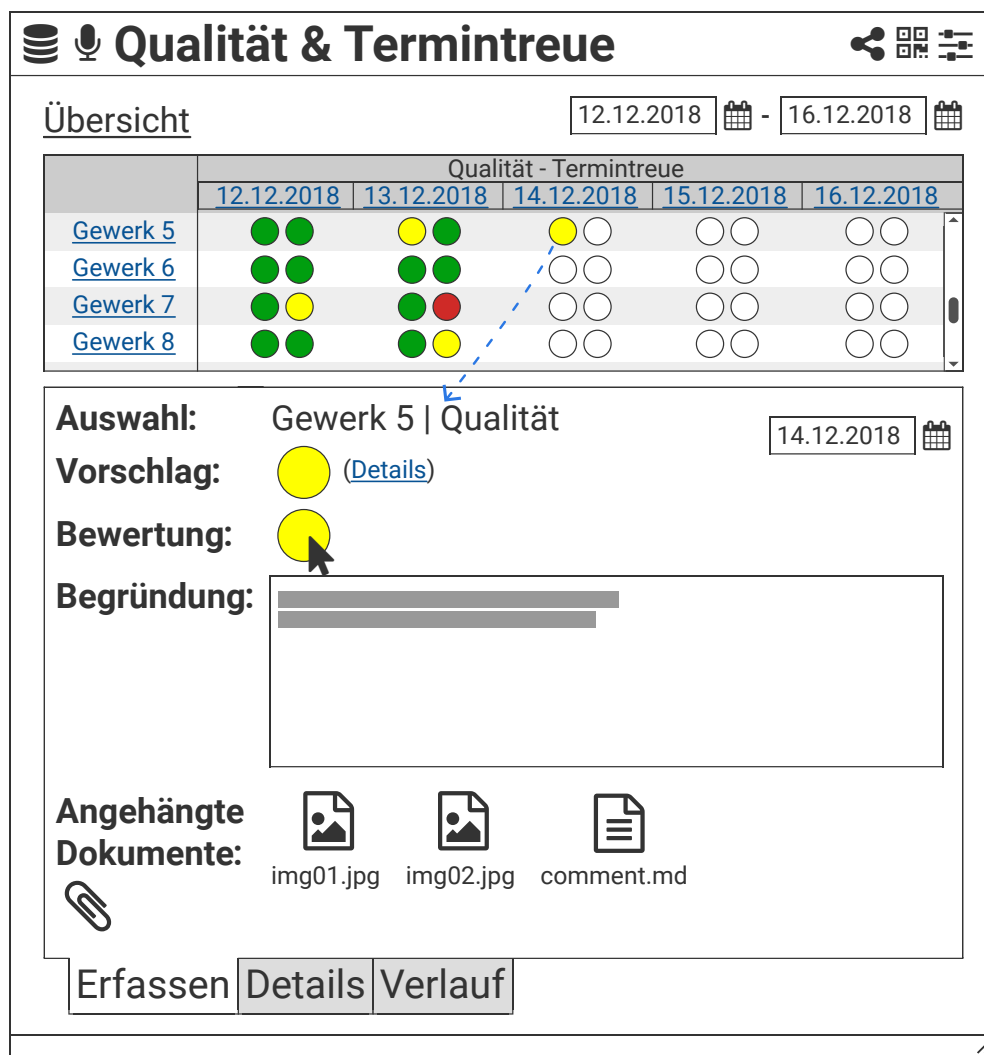 Qualität & Termintreue
Übersicht 12.12.2018 - 16.12.2018
Qualität - Termintreue
12.12.2018 13.12.2018 14.12.2018 15.12.2018 16.12.2018
Gewerk 5
Gewerk 6
Gewerk 7
Gewerk 8
Auswahl: Gewerk 5 | Qualität 14.12.2018
Vorschlag: (Details)
Bewertung:
Begründung:
Angehängte
Dokumente:
img01.jpg img02.jpg comment.md
Erfassen Details Verlauf